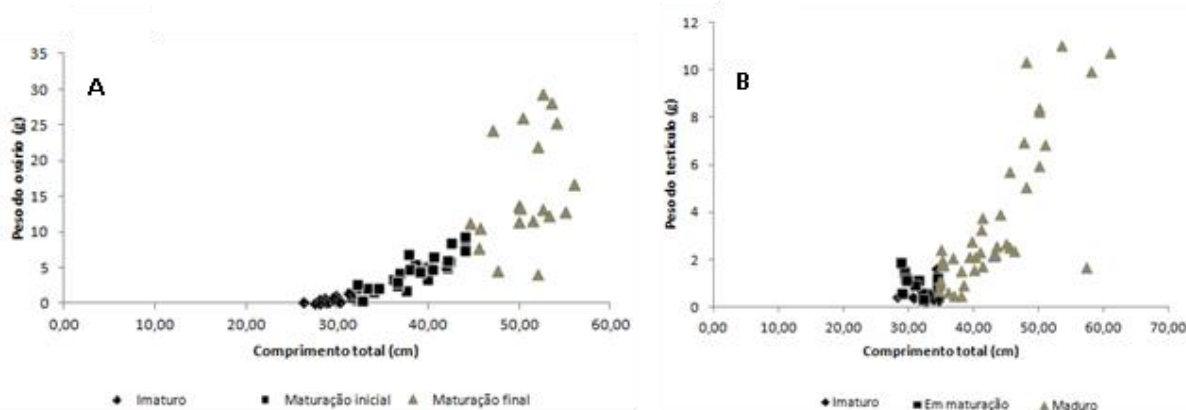 A
Peso do ovário (g)
35
30
25
20
15
10
5
0
0,00 10,00 20,00 30,00 40,00 50,00 60,00
Comprimento total (cm)
Imaturo Maturação inicial Maturação final
B
Peso do testículo (g)
12
10
8
6
4
2
0
0,00 10,00 20,00 30,00 40,00 50,00 60,00 70,00
Comprimento total (cm)
Imaturo Em maturação Maduro